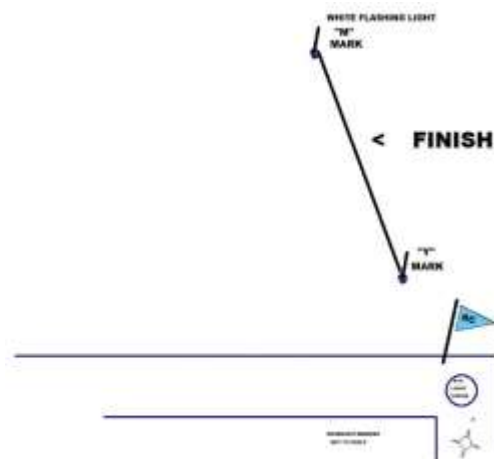 WHITE FLASHING LIGHT
"M"
MARK
< FINISH
"Y"
MARK
RC